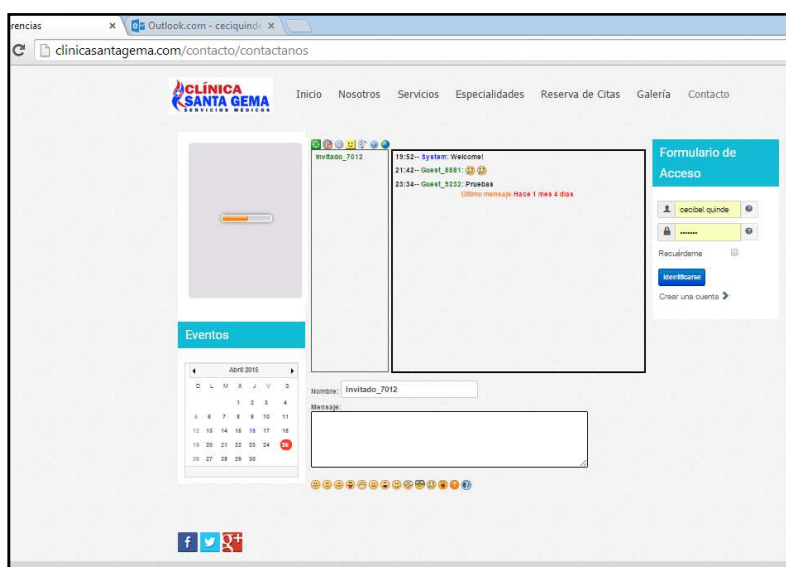 rencias
Outlook.com - ceciquind
clinicasantagema.com/contacto/contactanos
CLÍNICA
SANTA GEMA
SERVICIOS MEDICOS
Inicio Nosotros Servicios Especialidades Reserva de Citas Galería Contacto
Invitado_7012
19:52-- System: Welcome!
21:42-- Guest_8861:
23:34-- Guest_5232: Pruebas
Último mensaje Hace 1 mes 4 días
Formulario de
Acceso
cecibel.quinde
Recuérdeme
Identificarse
Crear una cuenta
Eventos
Abril 2015
D L M X J V S
1 2 3 4
5 6 7 8 9 10 11
12 13 14 15 16 17 18
19 20 21 22 23 24 25
26 27 28 29 30
Nombre: Invitado_7012
Mensaje: